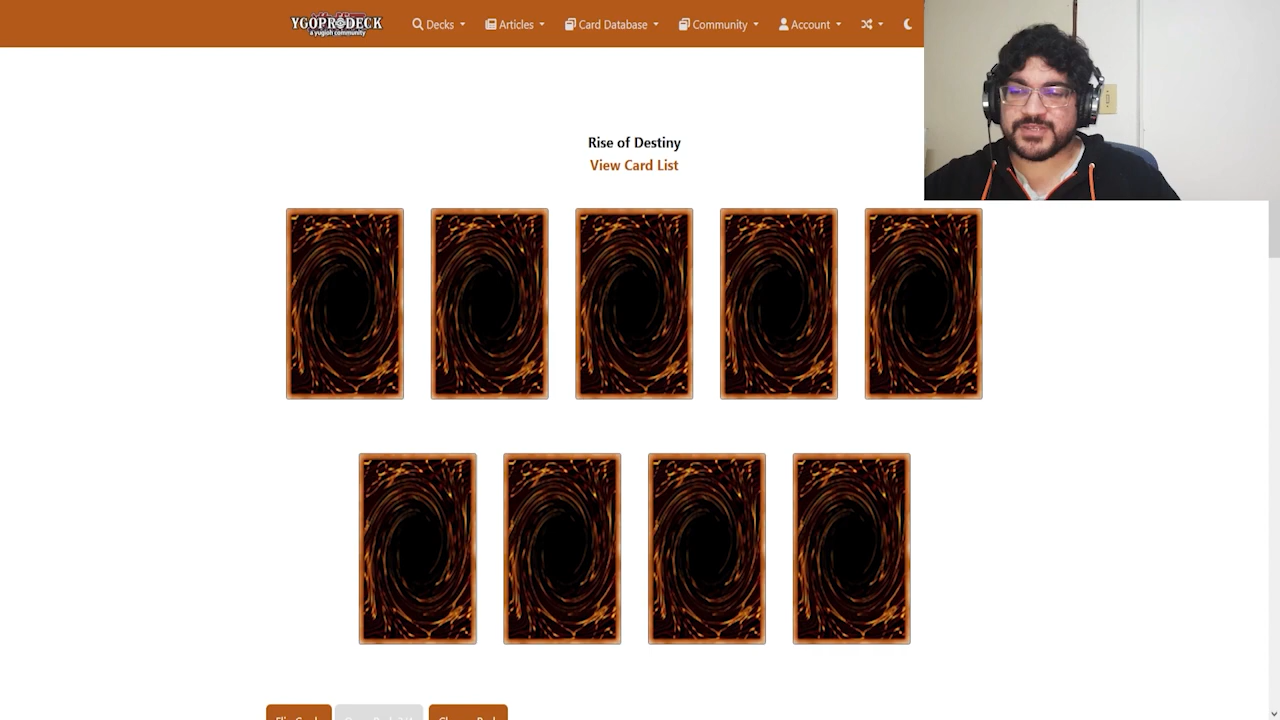 YGOPRODECK
a yugioh community
Decks
Articles
Card Database
Community
Account
Rise of Destiny
View Card List